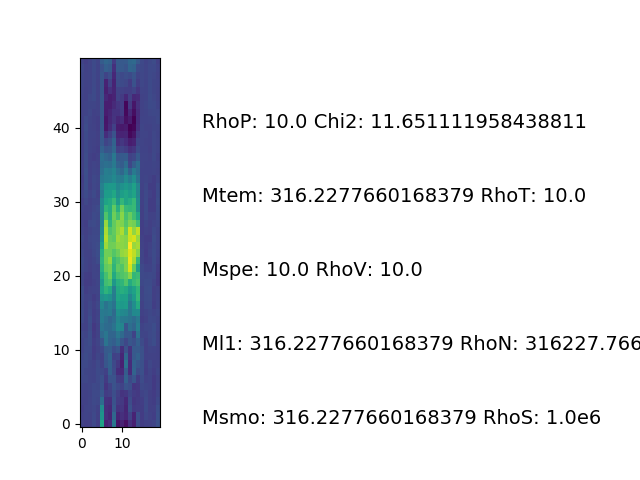 RhoP: 10.0 Chi2: 11.651111958438811
40
Mtem: 316.2277660168379 RhoT: 10.0
30
Mspe: 10.0 RhoV: 10.0
20
Ml1: 316.2277660168379 RhoN: 316227.766
10
Msmo: 316.2277660168379 RhoS: 1.0e6
0
0 10